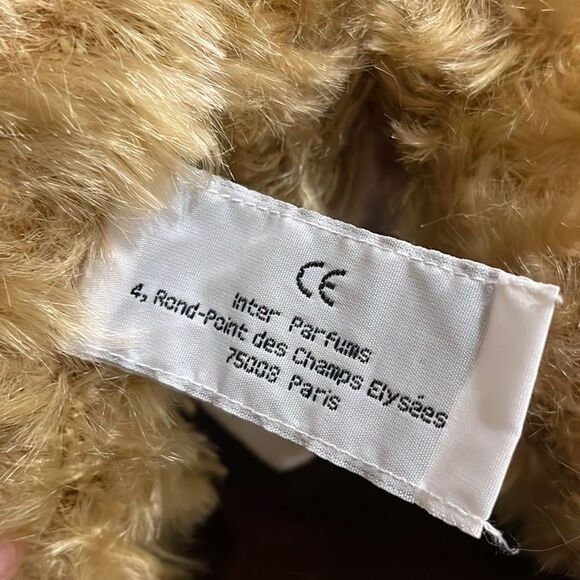 CE
Inter Parfums
4, Rond-Point des Champs Elysées
75008 Paris